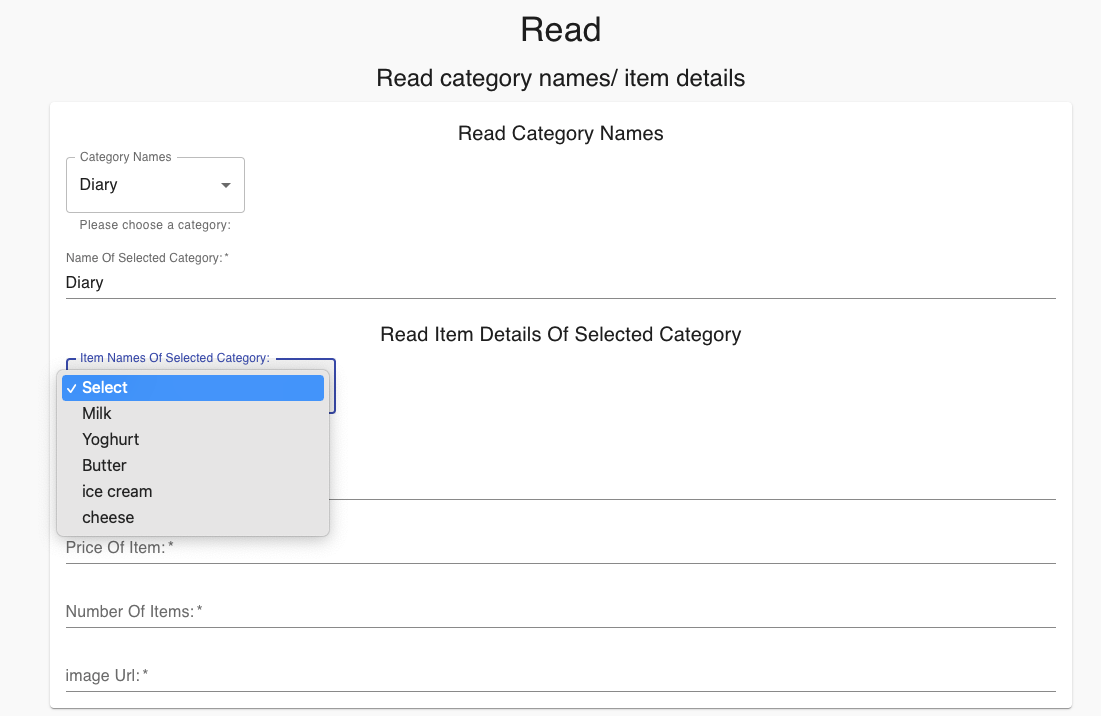 Read
Read category names/ item details
Read Category Names
Category Names
Diary
Please choose a category:
Name Of Selected Category: *
Diary
Read Item Details Of Selected Category
Item Names Of Selected Category:
✓ Select
Milk
Yoghurt
Butter
ice cream
cheese
Price Of Item: *
Number Of Items: *
image Url: *